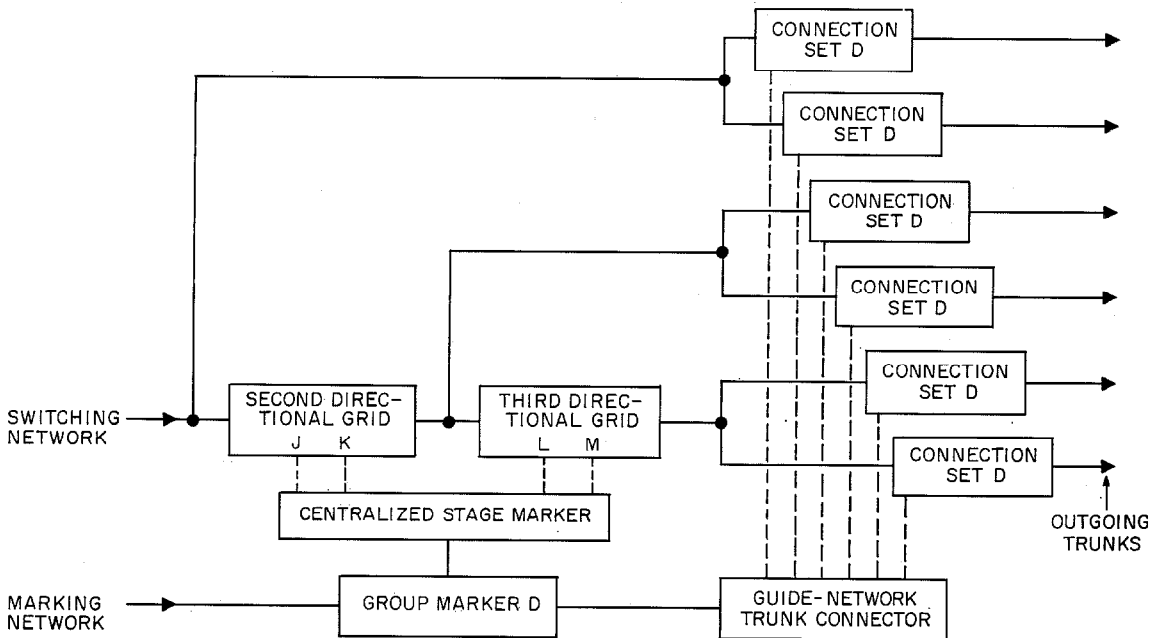 CONNECTION
SET D
CONNECTION
SET D
CONNECTION
SET D
CONNECTION
SET D
CONNECTION
SET D
SWITCHING
NETWORK
SECOND DIREC-
TIONAL GRID
J K
THIRD DIREC-
TIONAL GRID
L M
CONNECTION
SET D
CENTRALIZED STAGE MARKER
OUTGOING
TRUNKS
MARKING
NETWORK
GROUP MARKER D
GUIDE-NETWORK
TRUNK CONNECTOR